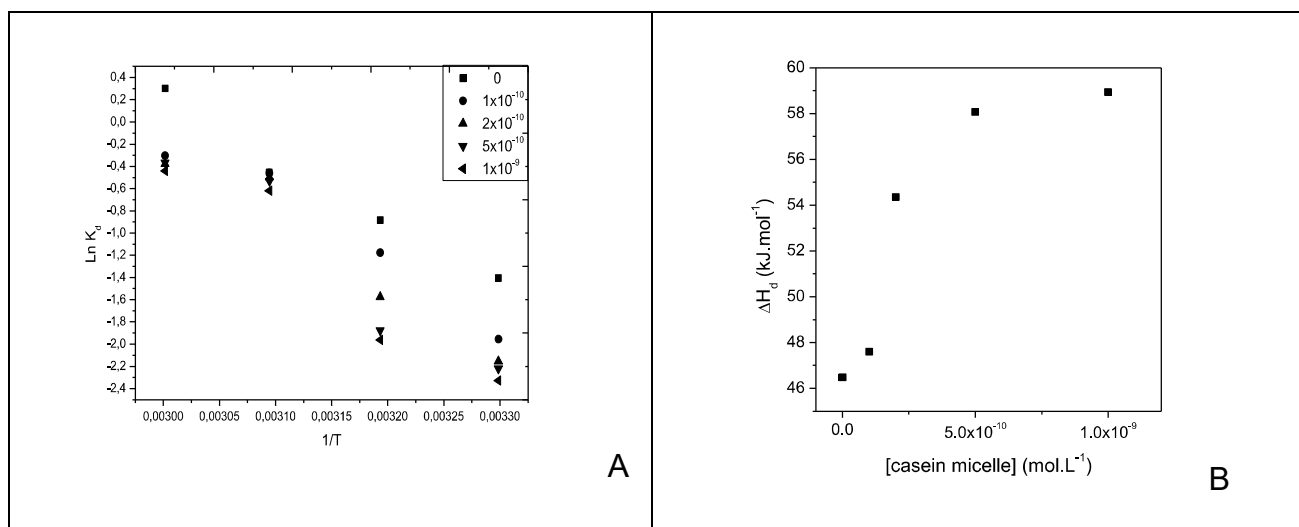 0,4
0,2
0,0
-0,2
-0,4
-0,6
-0,8
-1,0
-1,2
-1,4
-1,6
-1,8
-2,0
-2,2
-2,4
Ln K_d
0
1x10^-10
2x10^-10
5x10^-10
1x10^-9
0,00300 0,00305 0,00310 0,00315 0,00320 0,00325 0,00330
1/T
A
60
58
56
54
52
50
48
46
ΔH_d (kJ.mol^-1)
0.0 5.0x10^-10 1.0x10^-9
[casein micelle] (mol.L^-1)
B